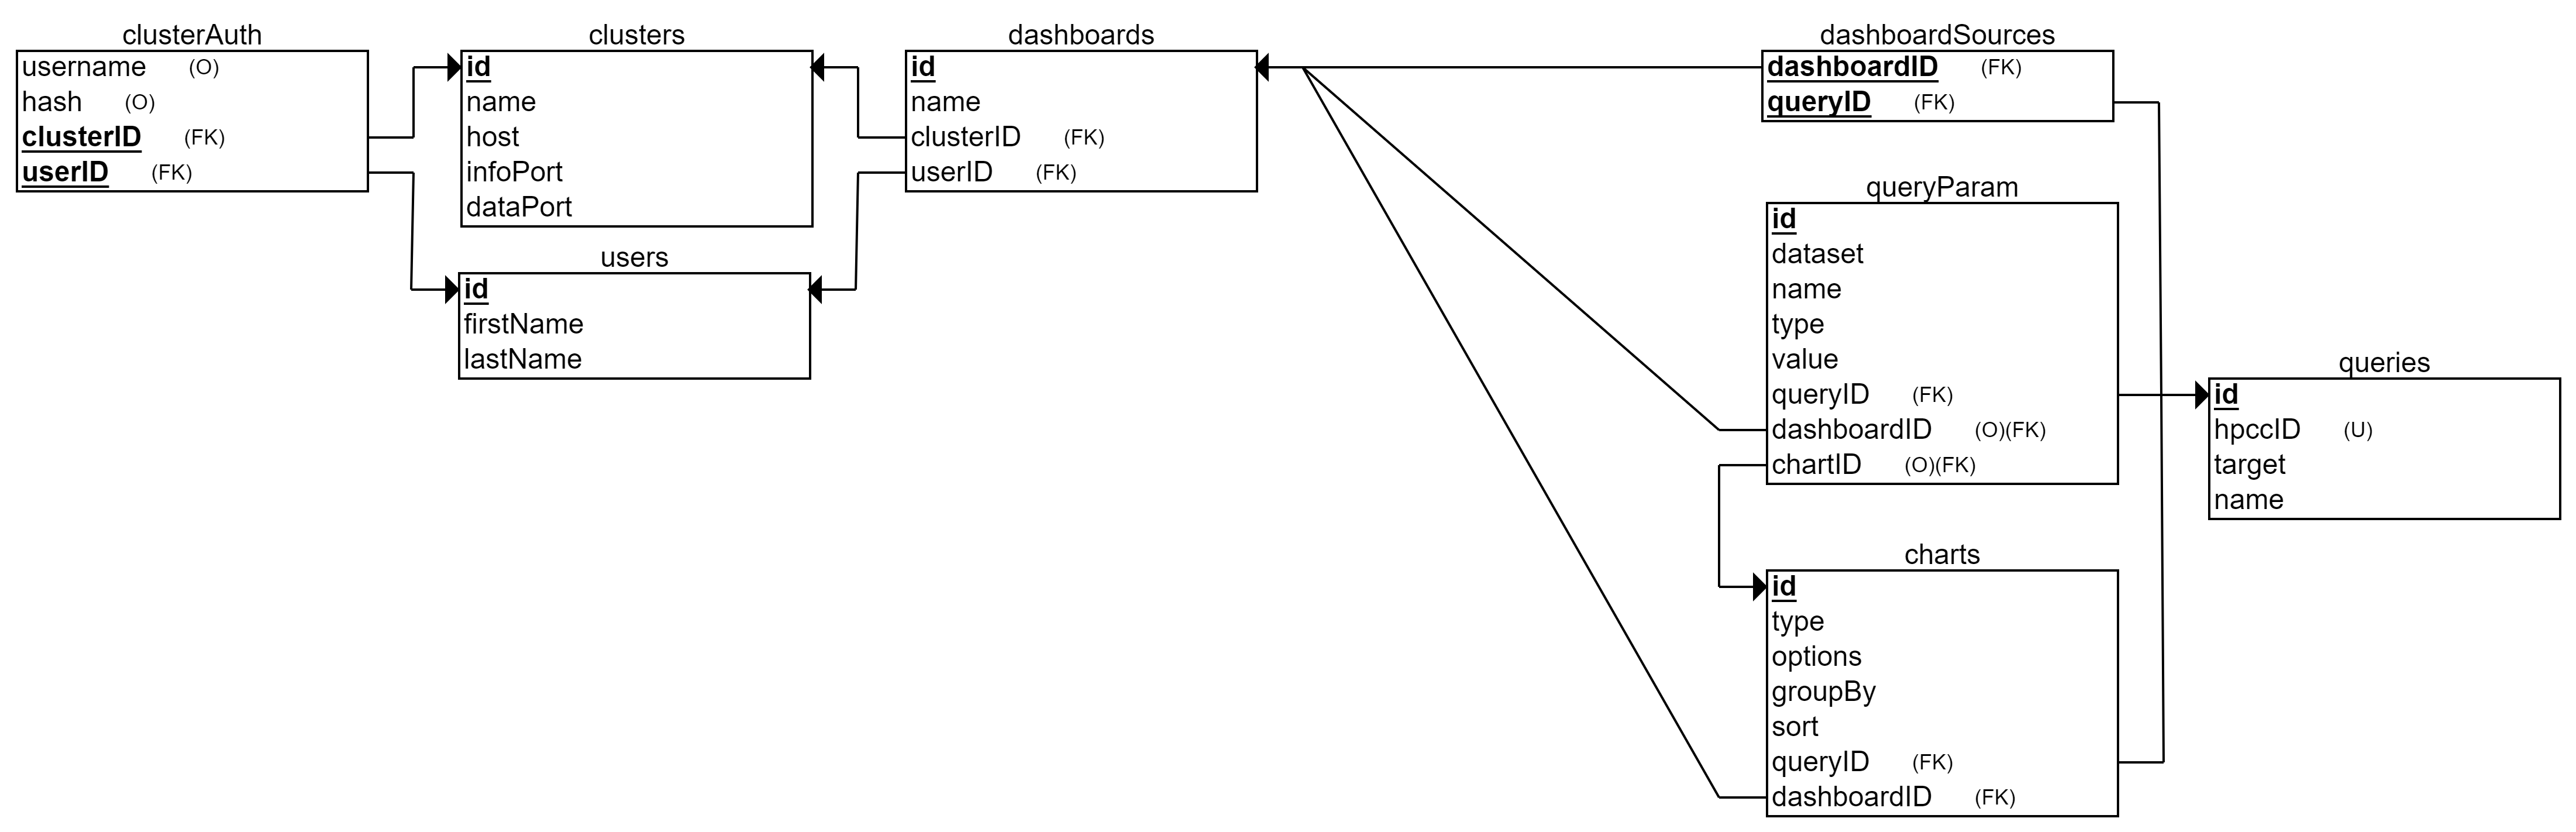 clusterAuth
username (O)
hash (O)
clusterID (FK)
userID (FK)
clusters
id
name
host
infoPort
dataPort
users
id
firstName
lastName
dashboards
id
name
clusterID (FK)
userID (FK)
dashboardSources
dashboardID (FK)
queryID (FK)
queryParam
id
dataset
name
type
value
queryID (FK)
dashboardID (O)(FK)
chartID (O)(FK)
charts
id
type
options
groupBy
sort
queryID (FK)
dashboardID (FK)
queries
id
hpccID (U)
target
name